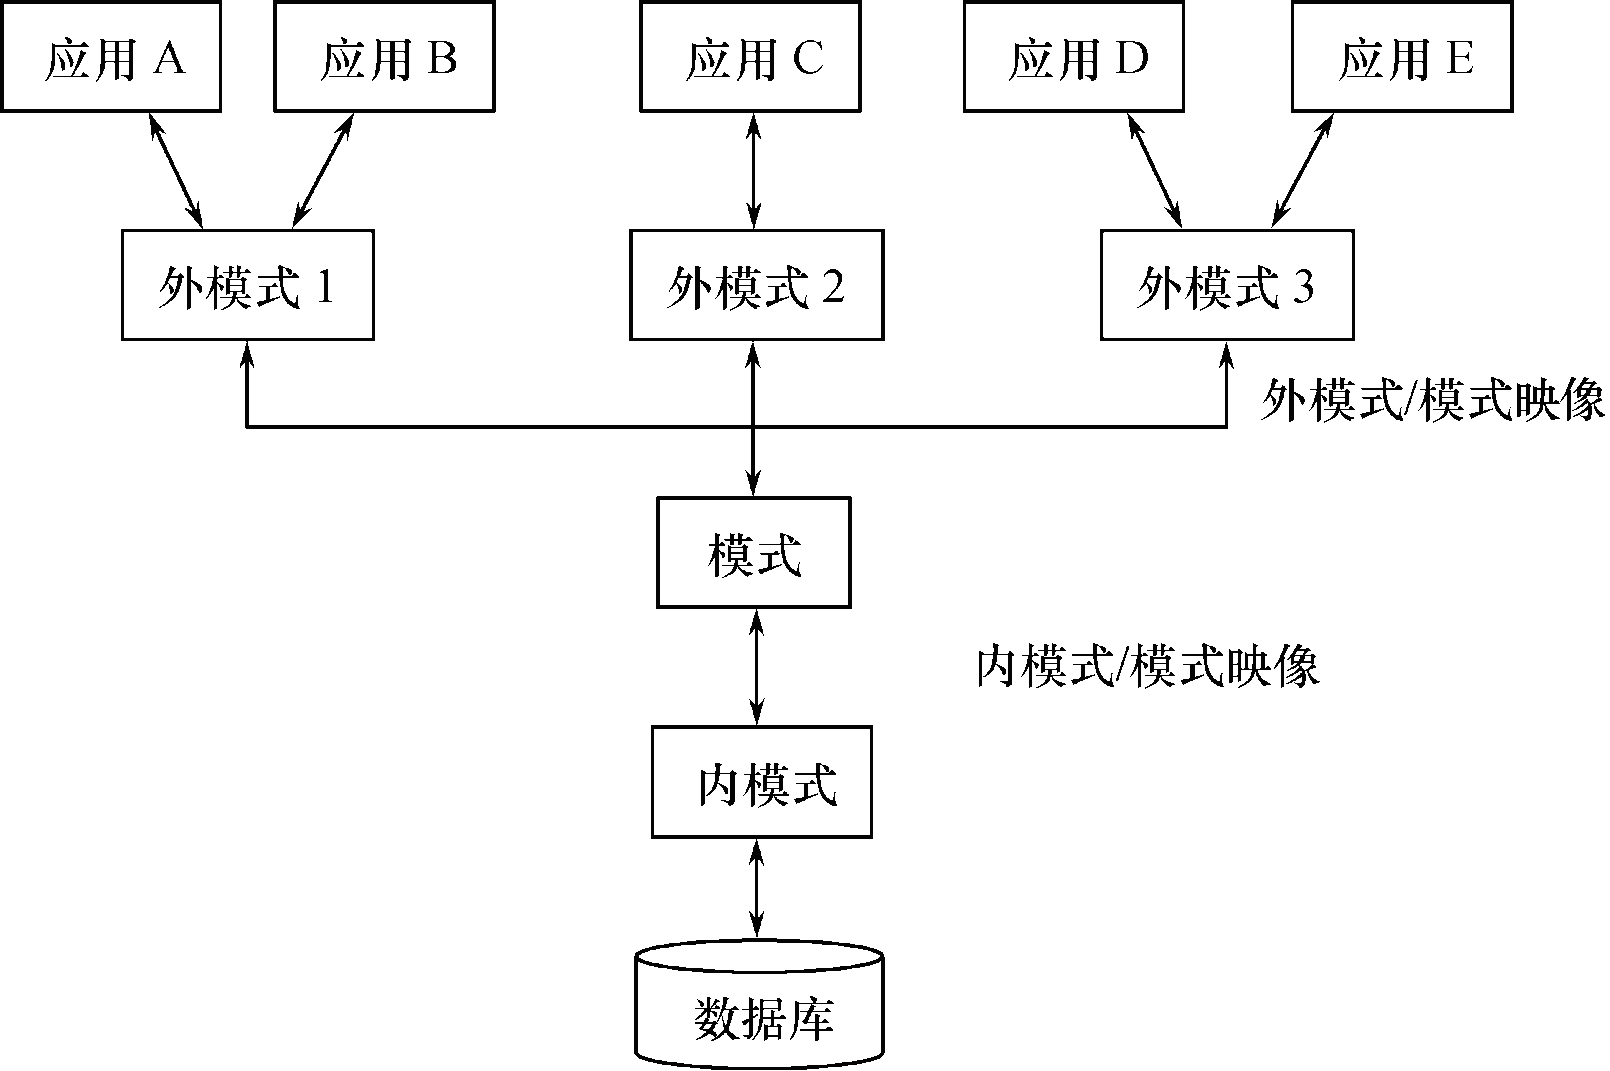 应用 A
应用 B
应用 C
应用 D
应用 E
外模式 1
外模式 2
外模式 3
外模式/模式映像
模式
内模式/模式映像
内模式
数据库